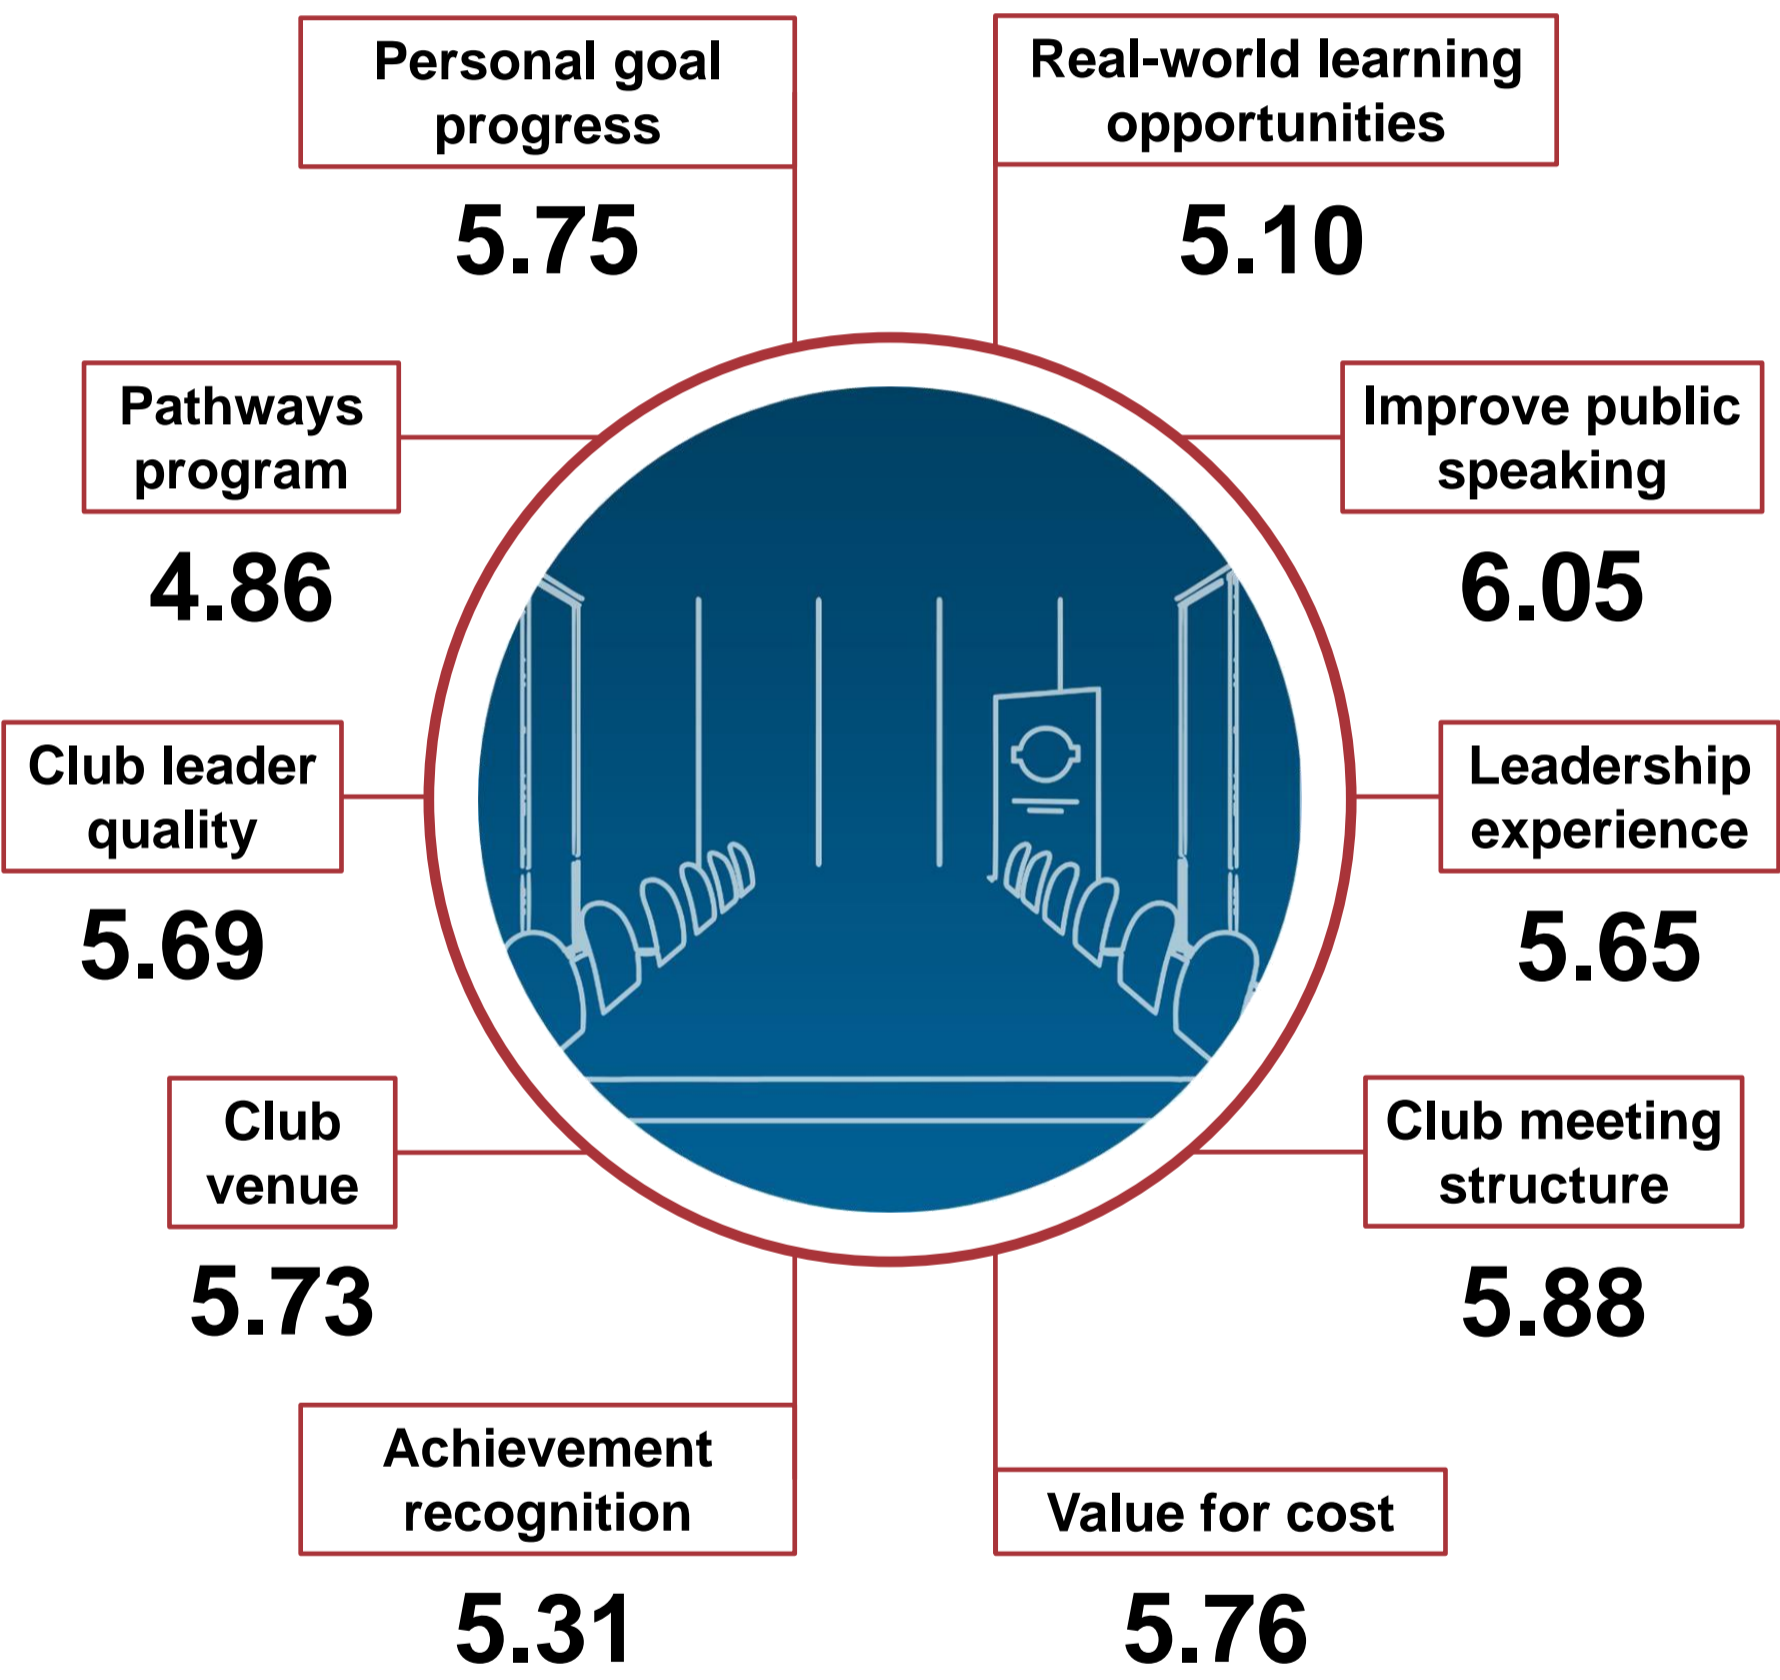 Personal goal
progress
5.75
Real-world learning
opportunities
5.10
Pathways
program
4.86
Improve public
speaking
6.05
Club leader
quality
5.69
Leadership
experience
5.65
Club
venue
5.73
Club meeting
structure
5.88
Achievement
recognition
5.31
Value for cost
5.76